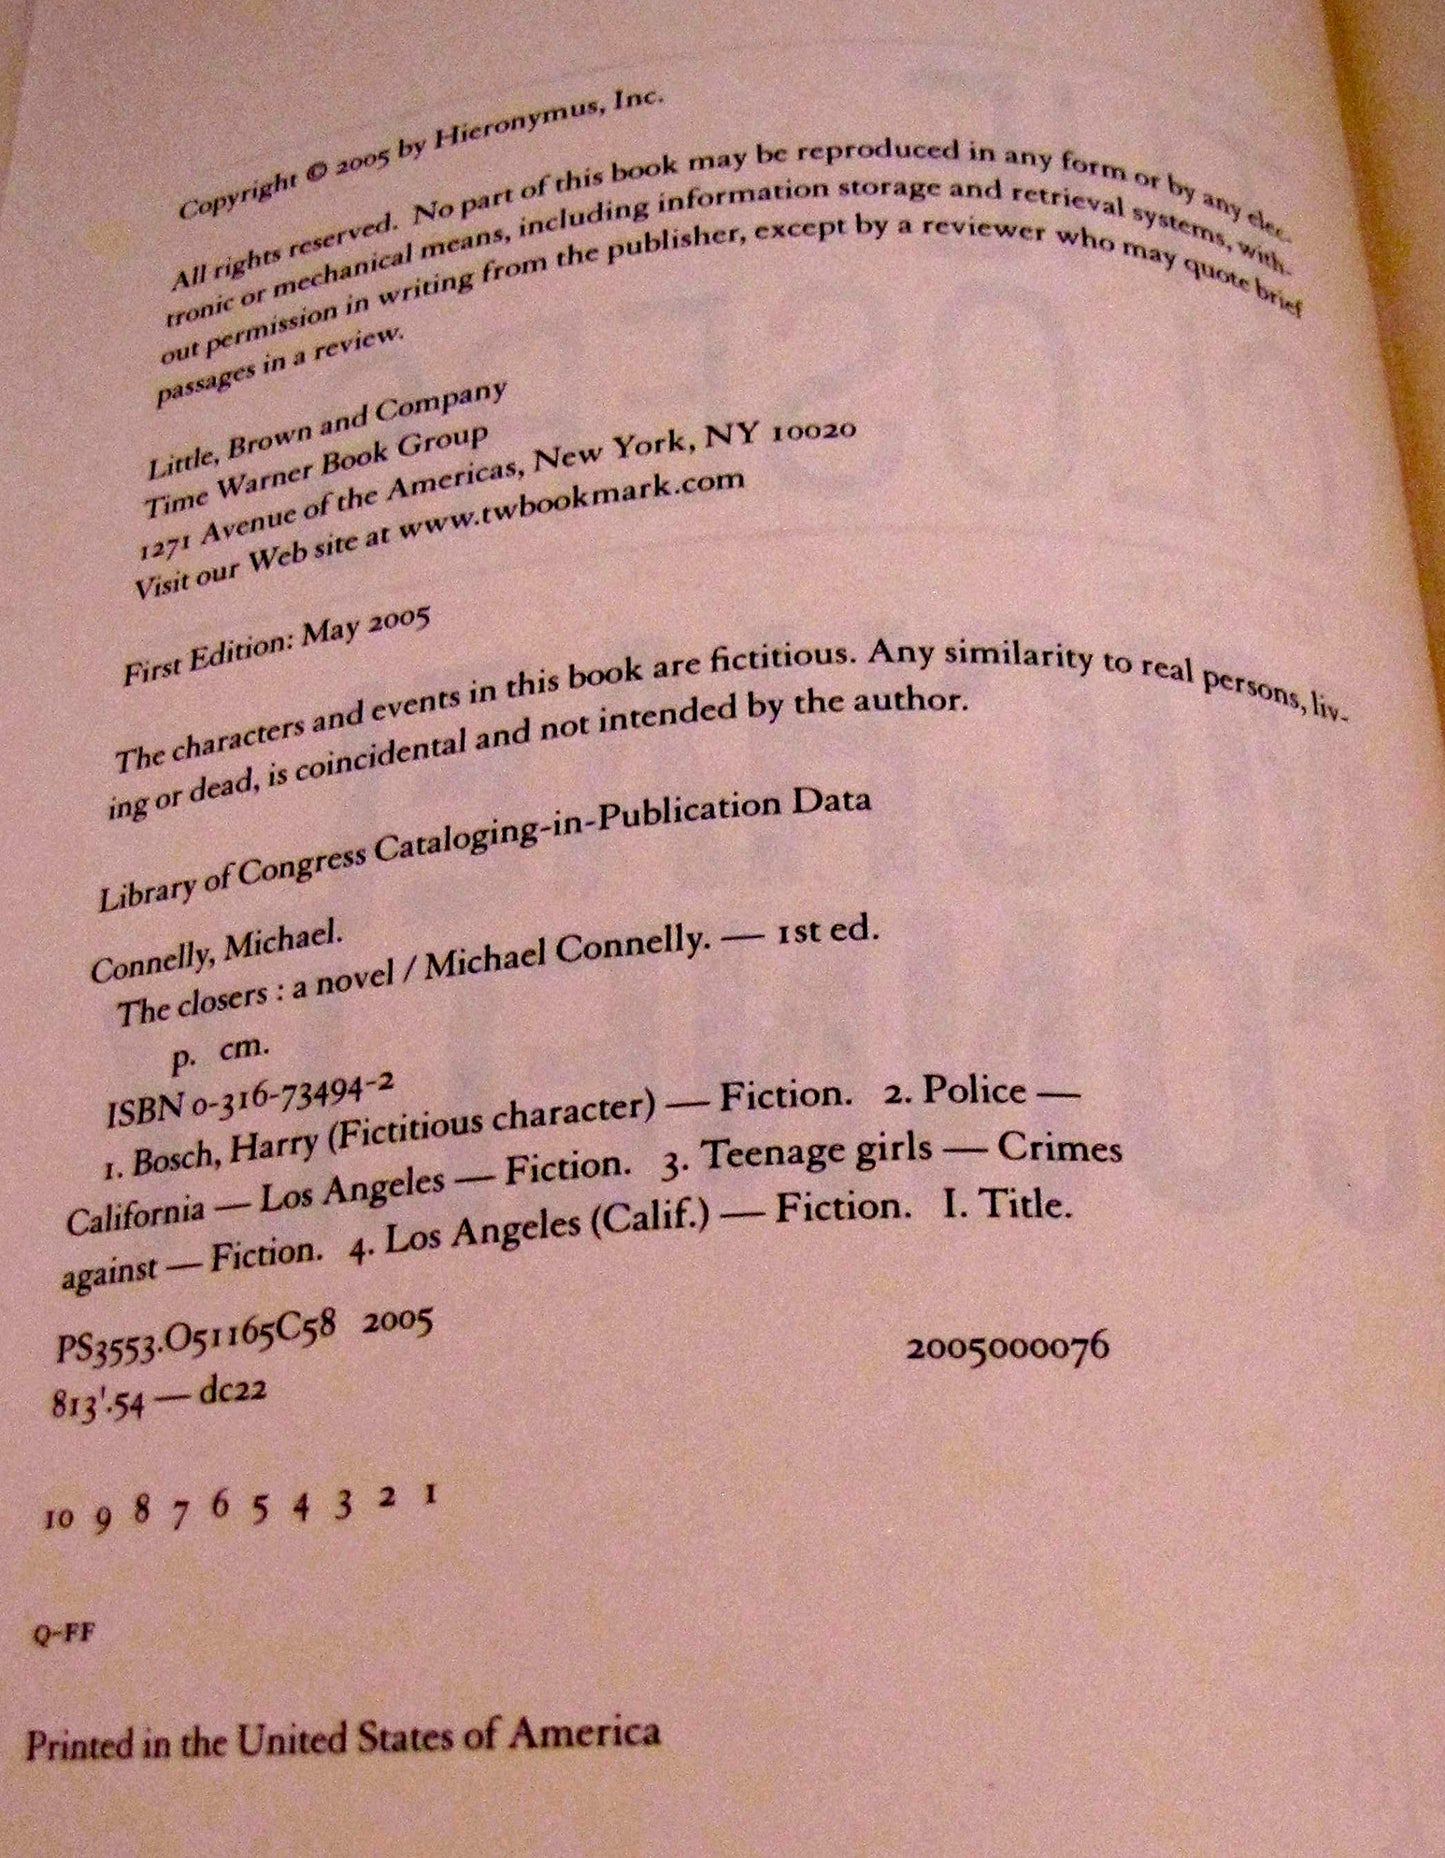 Copyright © 2005 by Hieronymus, Inc.
All rights reserved. No part of this book may be reproduced in any form or by any elec-
tronic or mechanical means, including information storage and retrieval systems, with-
out permission in writing from the publisher, except by a reviewer who may quote brief
passages in a review.
Little, Brown and Company
Time Warner Book Group
1271 Avenue of the Americas, New York, NY 10020
Visit our Web site at www.twbookmark.com
First Edition: May 2005
The characters and events in this book are fictitious. Any similarity to real persons, liv-
ing or dead, is coincidental and not intended by the author.
Library of Congress Cataloging-in-Publication Data
Connelly, Michael.
The closers : a novel / Michael Connelly. — 1st ed.
p. cm.
ISBN 0-316-73494-2
1. Bosch, Harry (Fictitious character) — Fiction. 2. Police —
California — Los Angeles — Fiction. 3. Teenage girls — Crimes
against — Fiction. 4. Los Angeles (Calif.) — Fiction. I. Title.
PS3553.O51165C58 2005
813'.54 — dc22 2005000076
10 9 8 7 6 5 4 3 2 1
Q-FF
Printed in the United States of America